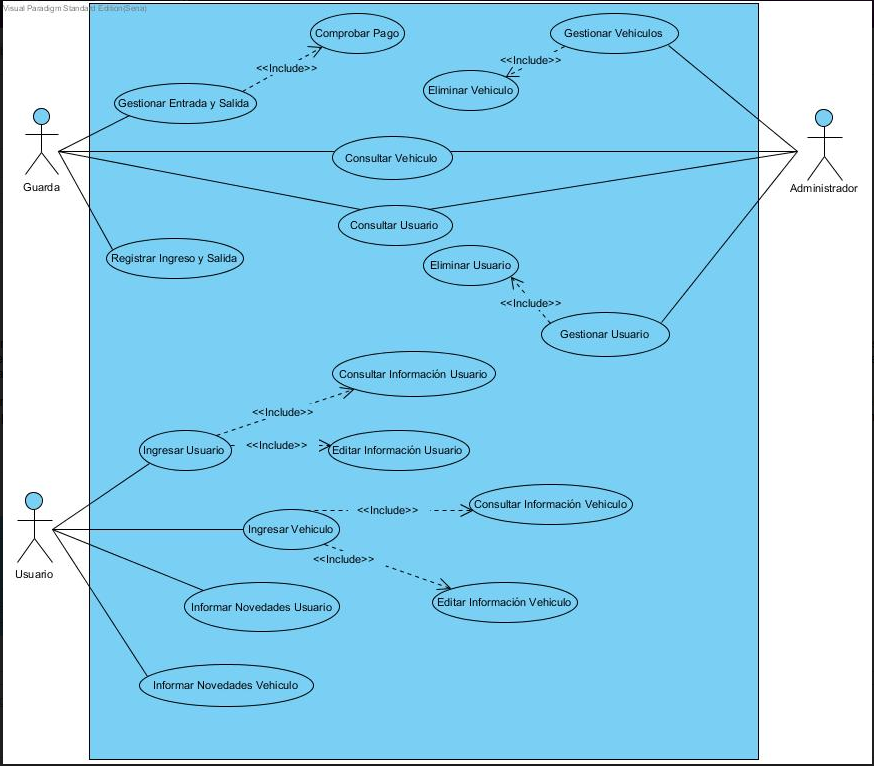 Visual Paradigm Standard Edition(Sena)
Comprobar Pago
Gestionar Vehiculos
<<Include>>
<<Include>>
Eliminar Vehiculo
Gestionar Entrada y Salida
Consultar Vehiculo
Guarda
Administrador
Consultar Usuario
Registrar Ingreso y Salida
Eliminar Usuario
<<Include>>
Gestionar Usuario
Consultar Información Usuario
<<Include>>
Ingresar Usuario
<<Include>>
Editar Información Usuario
Consultar Información Vehiculo
<<Include>>
Ingresar Vehiculo
<<Include>>
Usuario
Editar Información Vehiculo
Informar Novedades Usuario
Informar Novedades Vehiculo